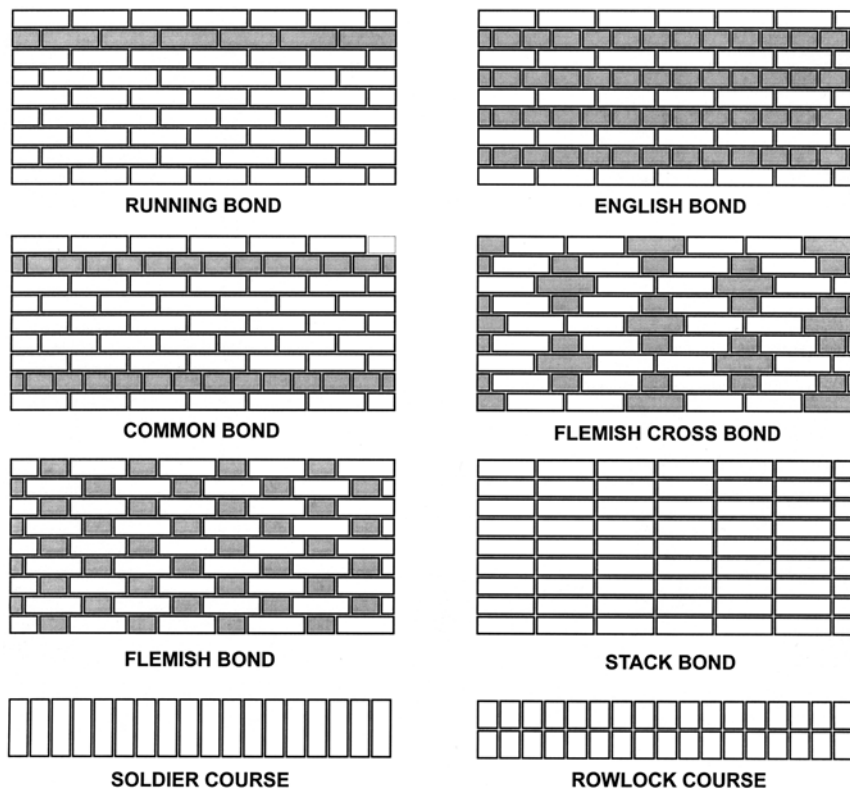 RUNNING BOND
ENGLISH BOND
COMMON BOND
FLEMISH CROSS BOND
FLEMISH BOND
STACK BOND
SOLDIER COURSE
ROWLOCK COURSE